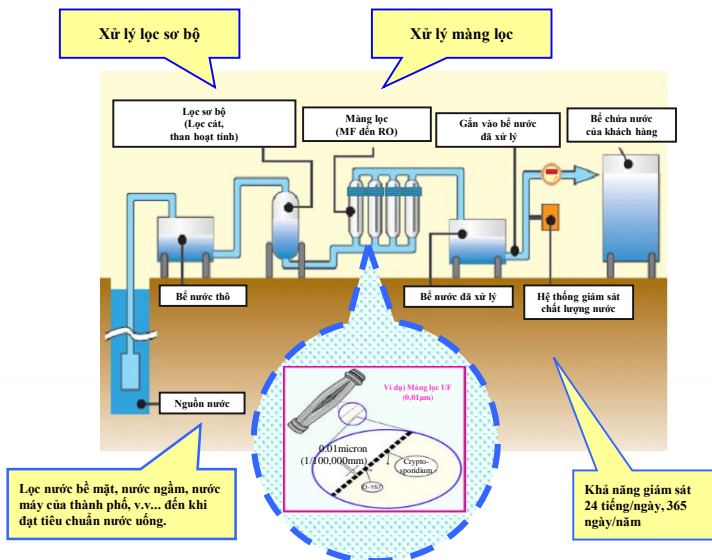 Xử lý lọc sơ bộ
Xử lý màng lọc
Lọc sơ bộ
(Lọc cát,
than hoạt tính)
Màng lọc
(MF đến RO)
Gắn vào bể nước
đã xử lý
Bể chứa nước
của khách hàng
Bể nước thô
Bể nước đã xử lý
Hệ thống giám sát
chất lượng nước
Nguồn nước
Ví dụ) Màng lọc UF
(0,01μm)
0.01micron
(1/100,000mm)
Crypto-
sporidium
O-157
Lọc nước bề mặt, nước ngầm, nước
máy của thành phố, v.v... đến khi
đạt tiêu chuẩn nước uống.
Khả năng giám sát
24 tiếng/ngày, 365
ngày/năm